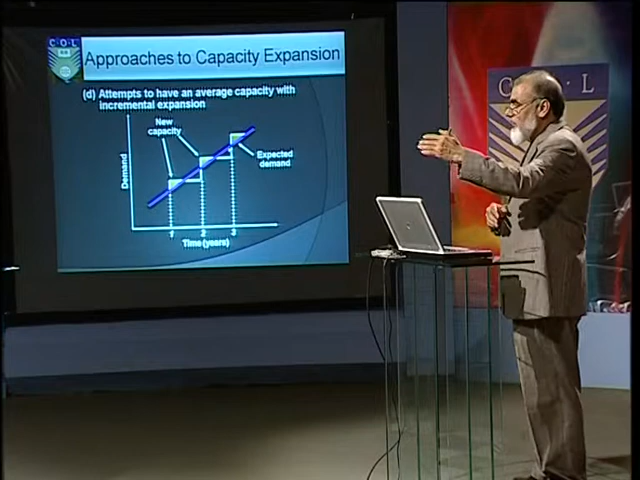 C.O.L
Approaches to Capacity Expansion
(d) Attempts to have an average capacity with
incremental expansion
New
capacity
Expected
demand
Demand
1 2 3
Time (years)
C.O.L